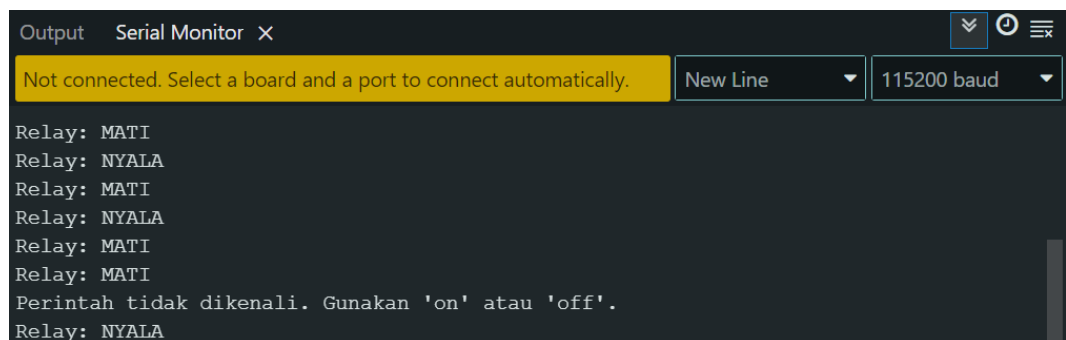 Output Serial Monitor X
Not connected. Select a board and a port to connect automatically. New Line 115200 baud
Relay: MATI
Relay: NYALA
Relay: MATI
Relay: NYALA
Relay: MATI
Relay: MATI
Perintah tidak dikenali. Gunakan 'on' atau 'off'.
Relay: NYALA